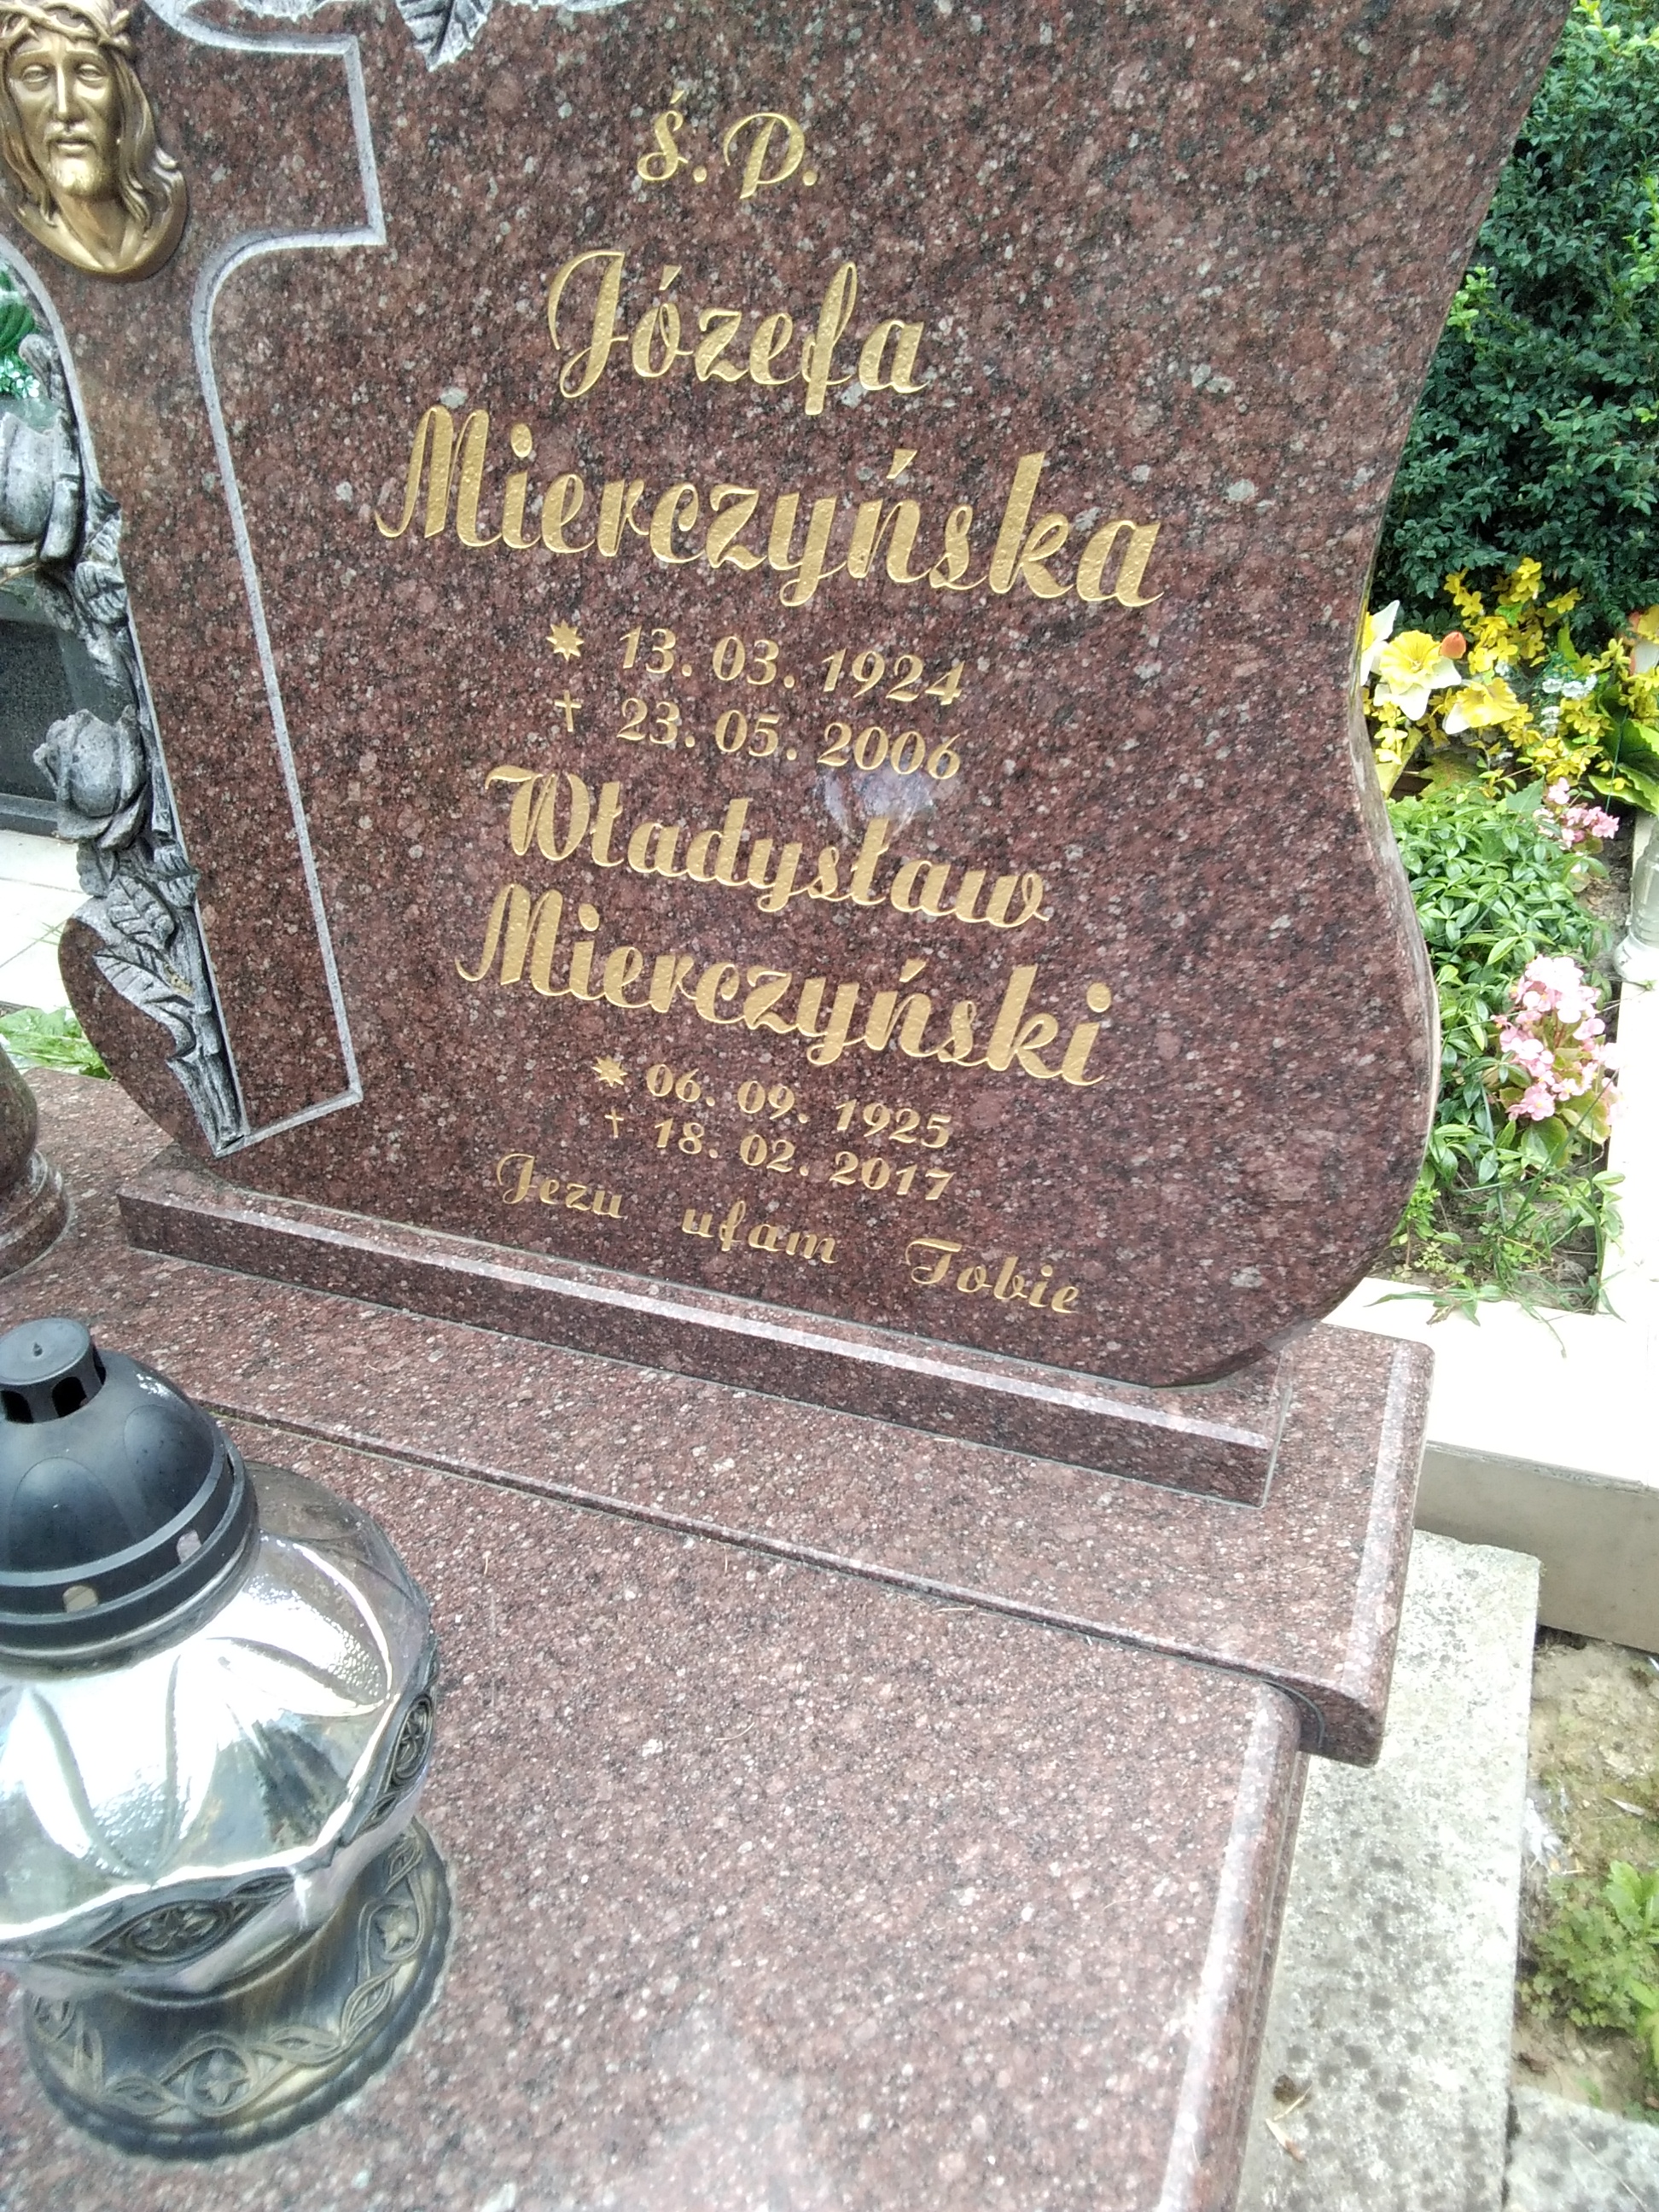 ś. P.
Józefa
Mierczyńska
* 13. 03. 1924
† 23. 05. 2006
Władysław
Mierczyński
* 06. 09. 1925
† 18. 02. 2017
Jezu ufam Tobie